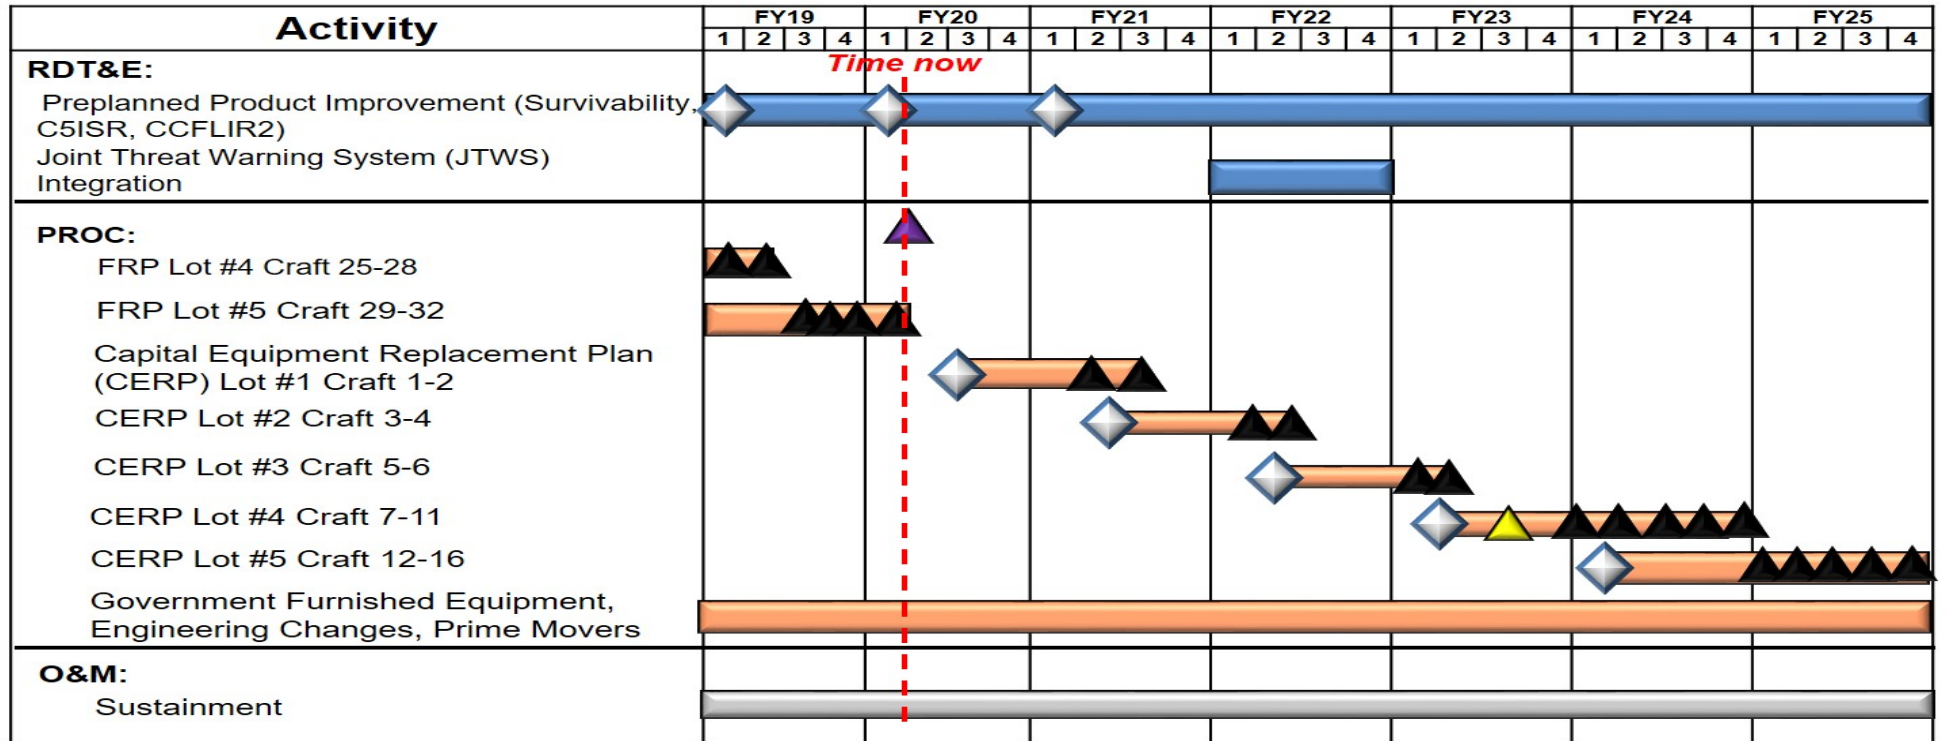 Activity
FY19 FY20 FY21 FY22 FY23 FY24 FY25
1 2 3 4 1 2 3 4 1 2 3 4 1 2 3 4 1 2 3 4 1 2 3 4 1 2 3 4
Time now
RDT&E:
Preplanned Product Improvement (Survivability,
C5ISR, CCFLIR2)
Joint Threat Warning System (JTWS)
Integration
PROC:
FRP Lot #4 Craft 25-28
FRP Lot #5 Craft 29-32
Capital Equipment Replacement Plan
(CERP) Lot #1 Craft 1-2
CERP Lot #2 Craft 3-4
CERP Lot #3 Craft 5-6
CERP Lot #4 Craft 7-11
CERP Lot #5 Craft 12-16
Government Furnished Equipment,
Engineering Changes, Prime Movers
O&M:
Sustainment